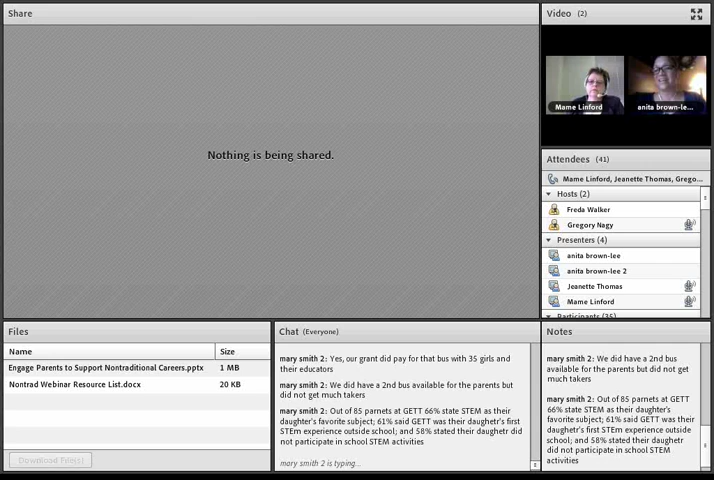 Share
Nothing is being shared.
Video (2)
Mame Linford
anita brown-le...
Attendees (41)
Mame Linford, Jeanette Thomas, Grego...
Hosts (2)
Freda Walker
Gregory Nagy
Presenters (4)
anita brown-lee
anita brown-lee 2
Jeanette Thomas
Mame Linford
Participants (35)
Files
Name Size
Engage Parents to Support Nontraditional Careers.pptx 1 MB
Nontrad Webinar Resource List.docx 20 KB
Download File(s)
Chat (Everyone)
mary smith 2: Yes, our grant did pay for that bus with 35 girls and
their educators
mary smith 2: We did have a 2nd bus available for the parents but
did not get much takers
mary smith 2: Out of 85 parnets at GETT 66% state STEM as their
daughter's favorite subject; 61% said GETT was their daughter's first
STEm experience outside school; and 58% stated their daughetr did
not participate in school STEM activities
mary smith 2 is typing...
Notes
mary smith 2: We did have a 2nd bus
available for the parents but did not get
much takers
mary smith 2: Out of 85 parnets at GETT
66% state STEM as their daughter's
favorite subject; 61% said GETT was their
daughter's first STEm experience outside
school; and 58% stated their daughetr did
not participate in school STEM
activities